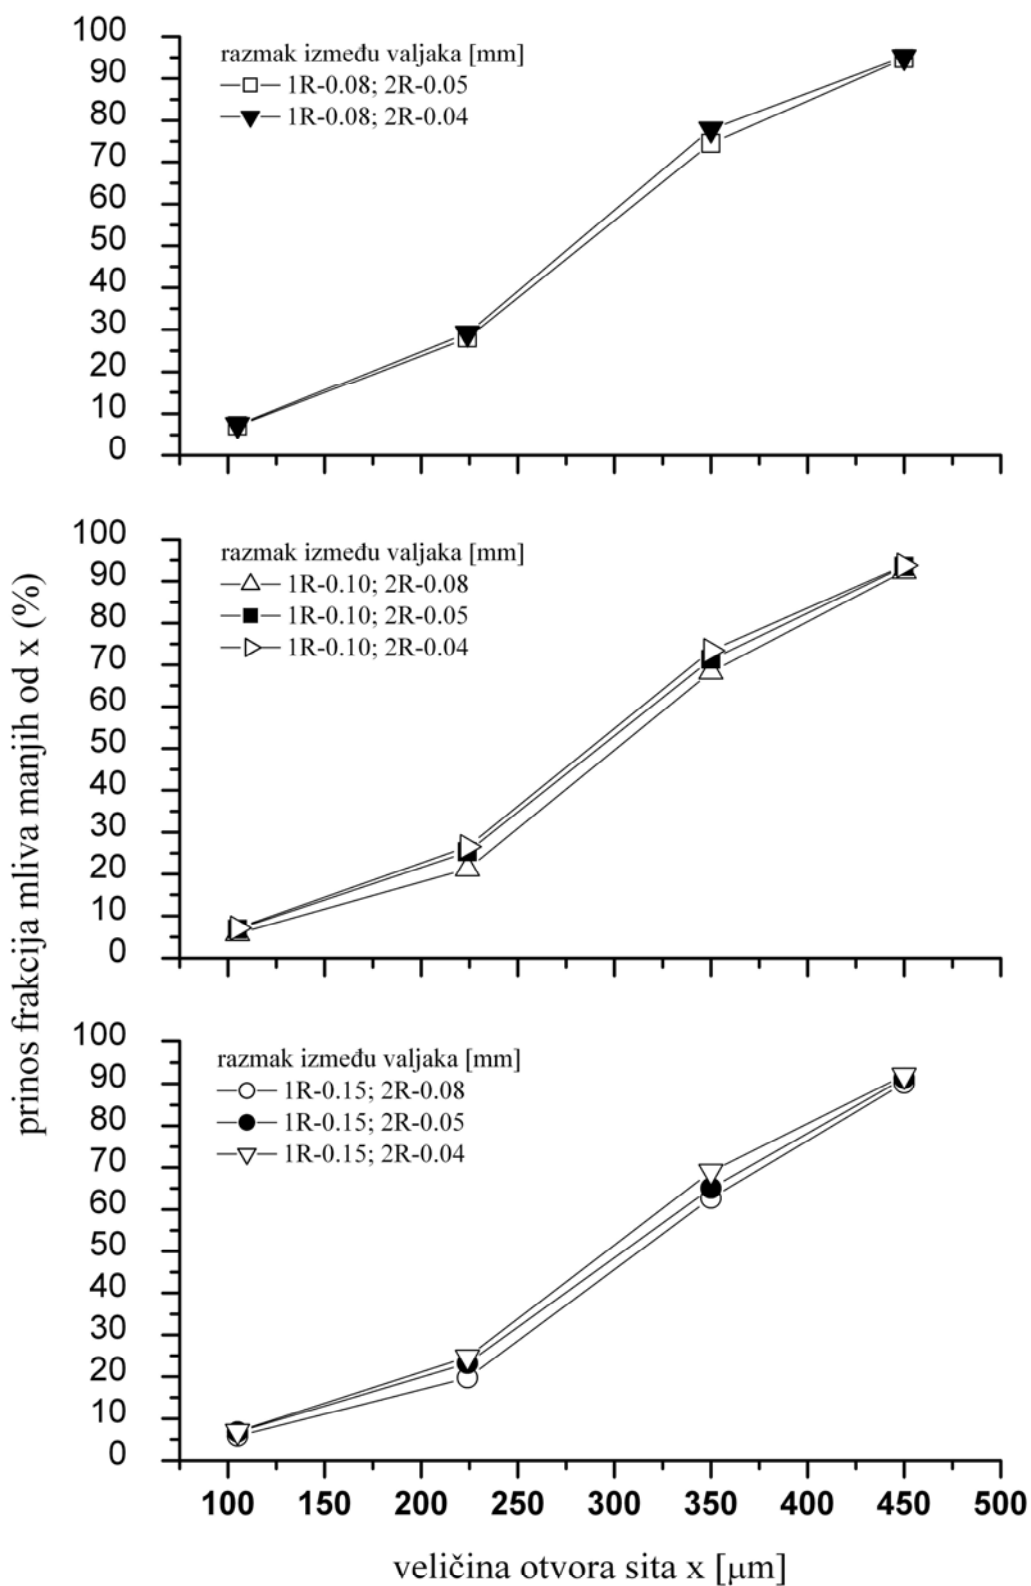 100
90
80
70
60
50
40
30
20
10
0
razmak između valjaka [mm]
1R-0.08; 2R-0.05
1R-0.08; 2R-0.04
100
90
80
70
60
50
40
30
20
10
0
razmak između valjaka [mm]
1R-0.10; 2R-0.08
1R-0.10; 2R-0.05
1R-0.10; 2R-0.04
prinos frakcija mliva manjih od x (%)
100
90
80
70
60
50
40
30
20
10
0
razmak između valjaka [mm]
1R-0.15; 2R-0.08
1R-0.15; 2R-0.05
1R-0.15; 2R-0.04
100 150 200 250 300 350 400 450 500
veličina otvora sita x [μm]